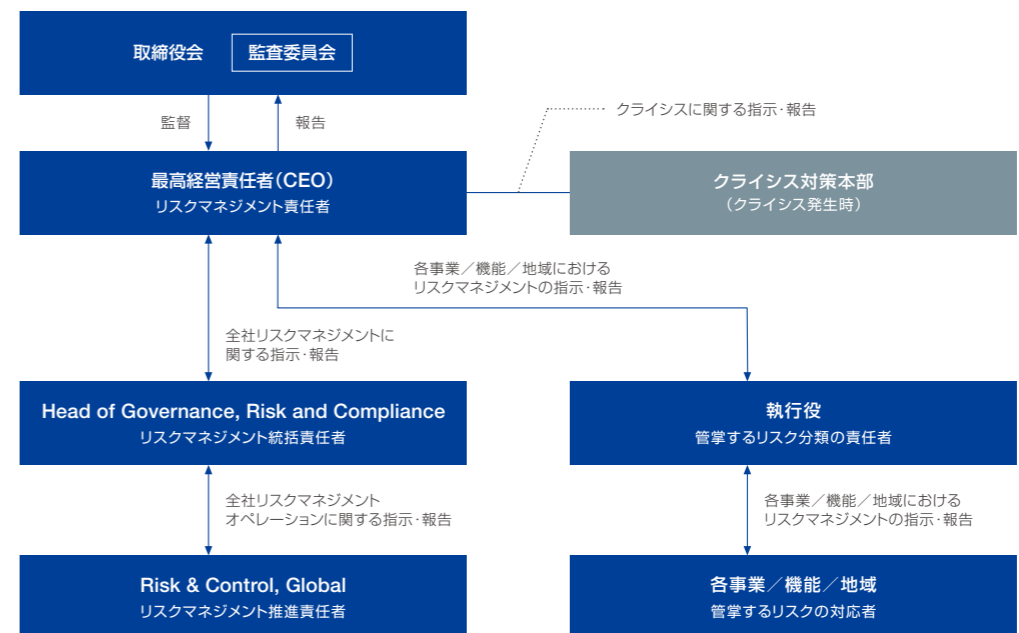 取締役会 監査委員会
監督
報告
クライシスに関する指示・報告
最高経営責任者（CEO）
リスクマネジメント責任者
クライシス対策本部
（クライシス発生時）
各事業／機能／地域における
リスクマネジメントの指示・報告
全社リスクマネジメントに
関する指示・報告
Head of Governance, Risk and Compliance
リスクマネジメント統括責任者
執行役
管掌するリスク分類の責任者
全社リスクマネジメント
オペレーションに関する指示・報告
各事業／機能／地域における
リスクマネジメントの指示・報告
Risk & Control, Global
リスクマネジメント推進責任者
各事業／機能／地域
管掌するリスクの対応者